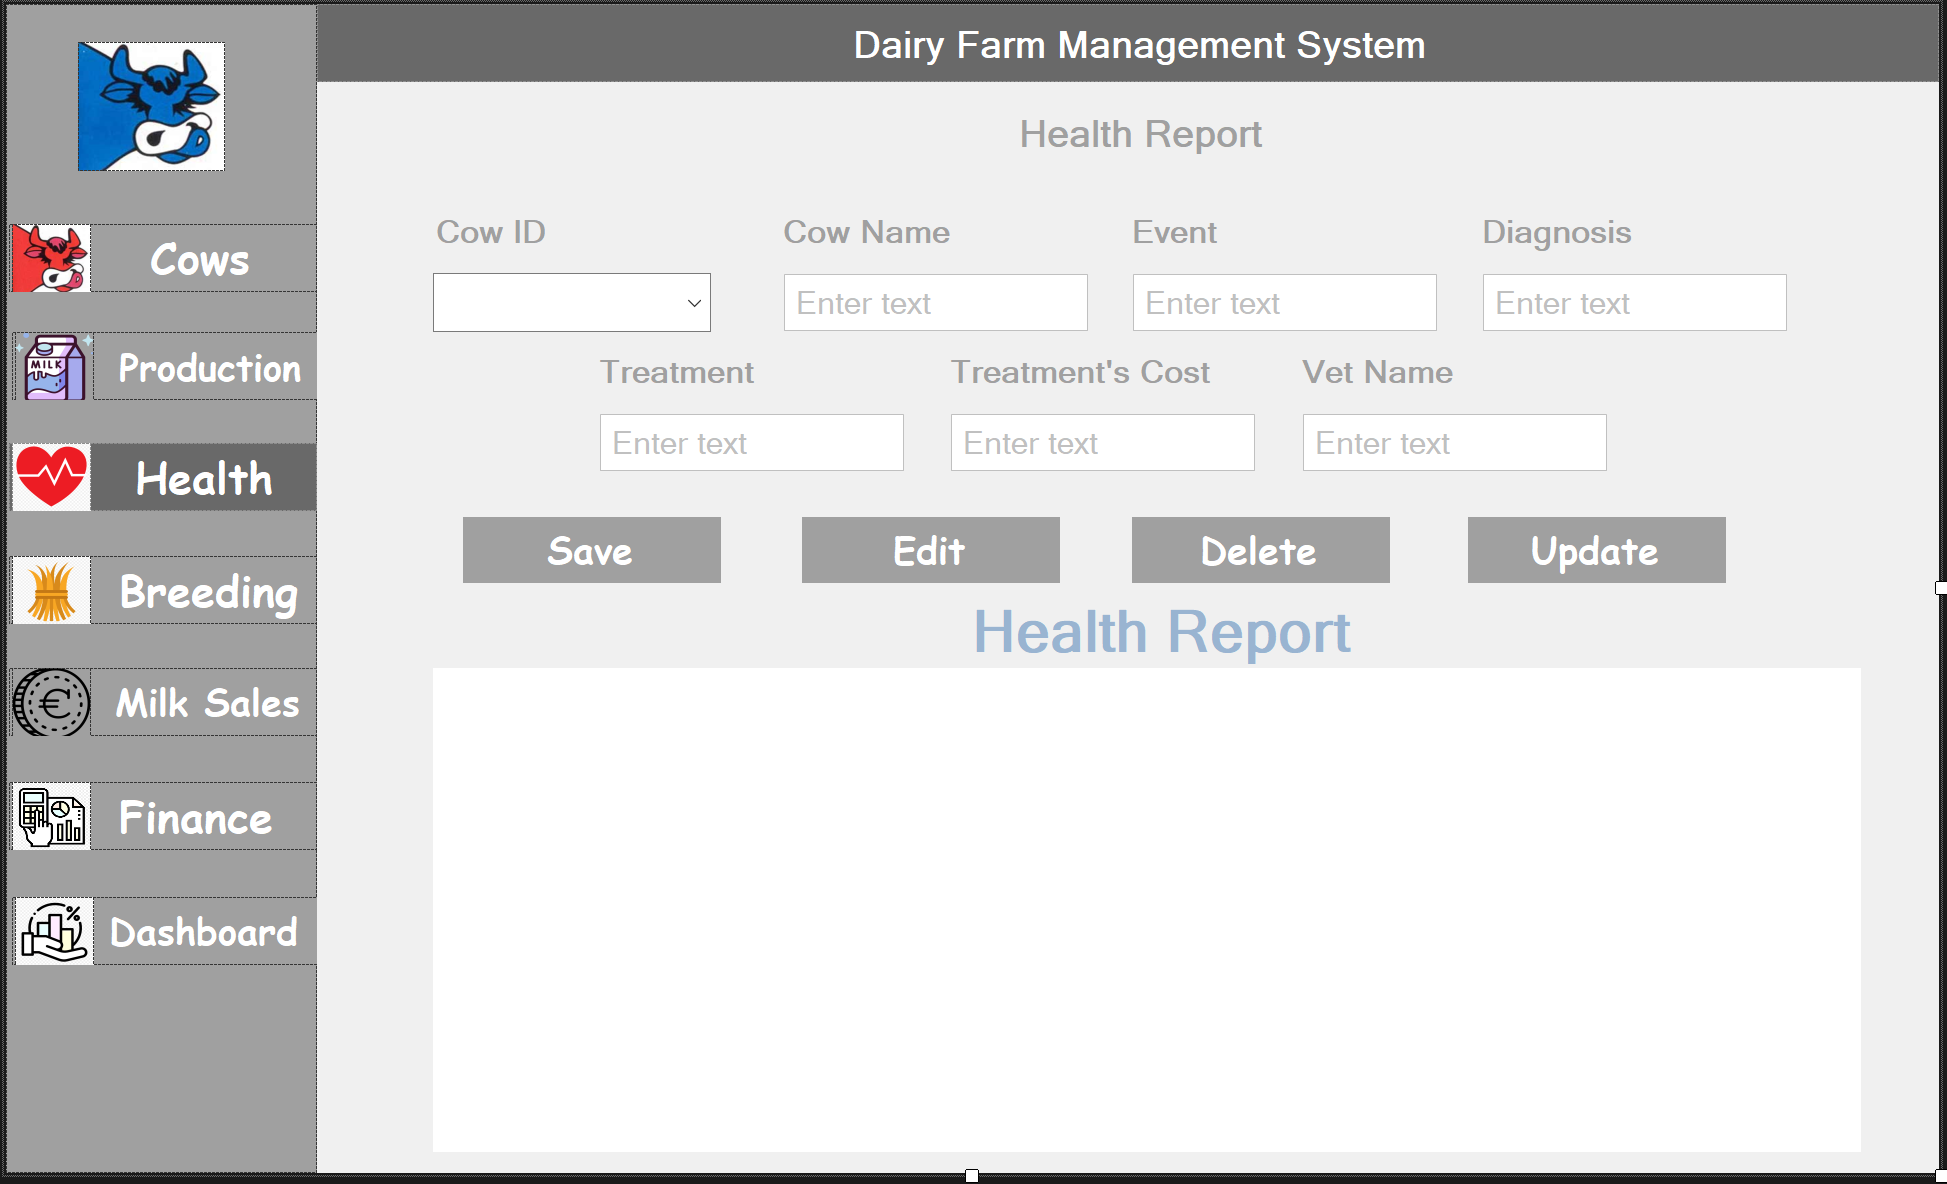 Dairy Farm Management System
Health Report
Cow ID
Cow Name
Event
Diagnosis
Enter text
Enter text
Enter text
Treatment
Treatment's Cost
Vet Name
Enter text
Enter text
Enter text
Save
Edit
Delete
Update
Health Report
Cows
MILK
Production
Health
Breeding
€
Milk Sales
Finance
%
Dashboard